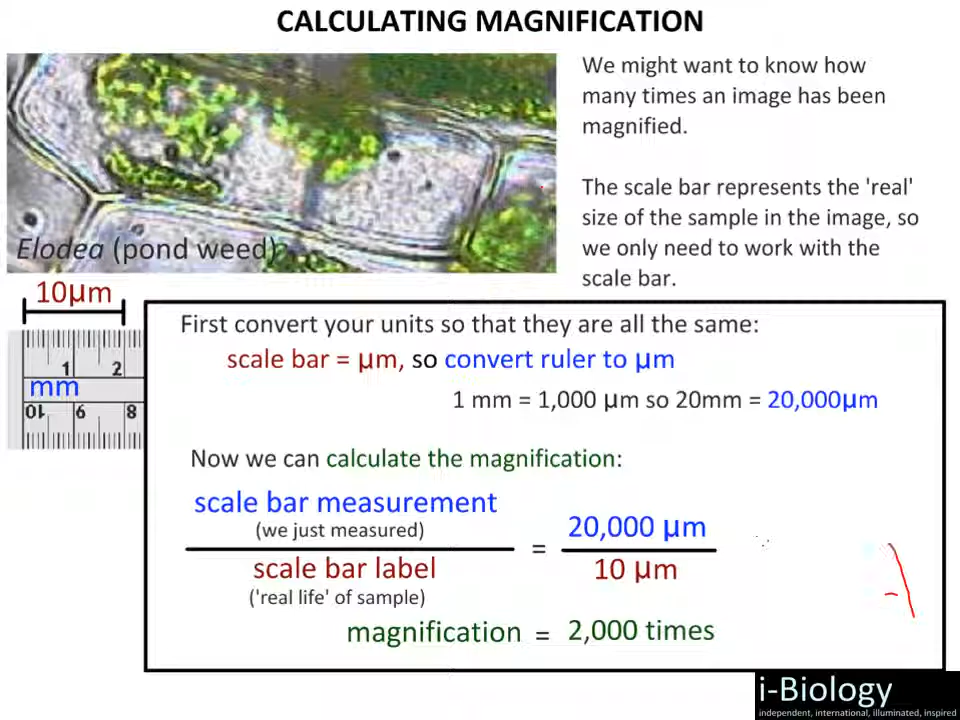 CALCULATING MAGNIFICATION
We might want to know how
many times an image has been
magnified.
The scale bar represents the 'real'
size of the sample in the image, so
we only need to work with the
scale bar.
Elodea (pond weed)
10µm
1 2
mm
10 9 8
First convert your units so that they are all the same:
scale bar = µm, so convert ruler to µm
1 mm = 1,000 µm so 20mm = 20,000µm
Now we can calculate the magnification:
scale bar measurement
(we just measured)
scale bar label
('real life' of sample)
= 20,000 µm
10 µm
magnification = 2,000 times
i-Biology
independent, international, illuminated, inspired